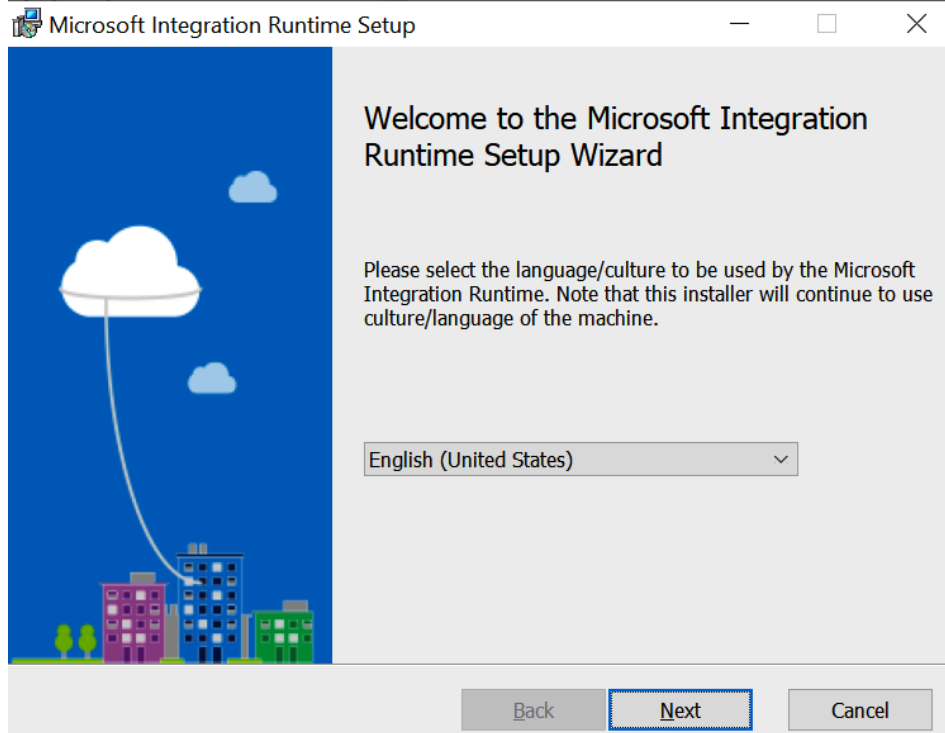 Microsoft Integration Runtime Setup
Welcome to the Microsoft Integration
Runtime Setup Wizard
Please select the language/culture to be used by the Microsoft
Integration Runtime. Note that this installer will continue to use
culture/language of the machine.
English (United States)
Back
Next
Cancel